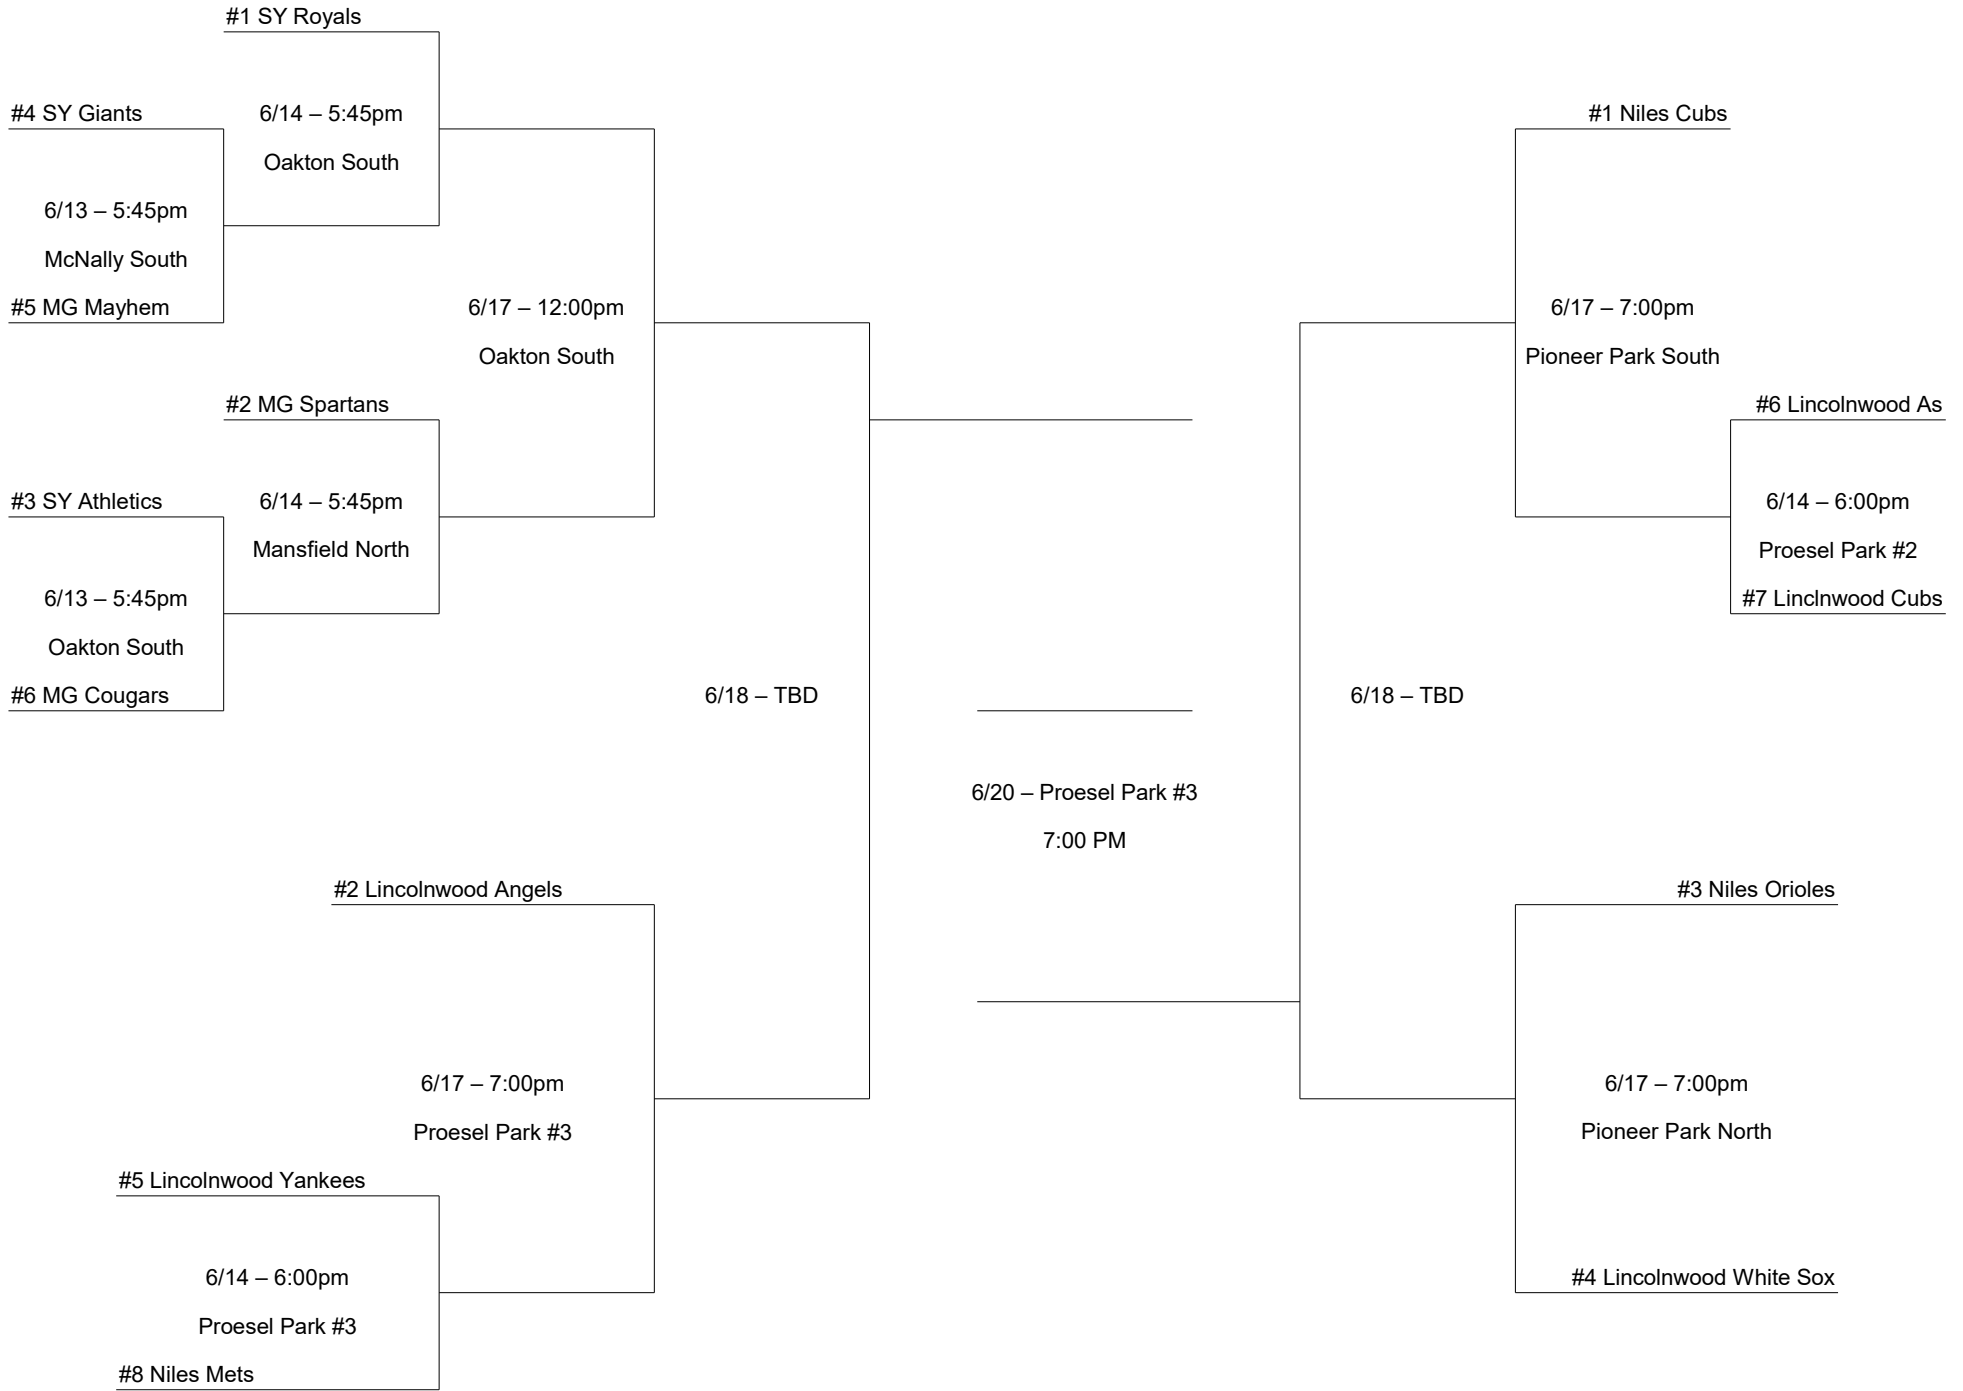 #1 SY Royals
#4 SY Giants
6/14 – 5:45pm
Oakton South
6/13 – 5:45pm
McNally South
#5 MG Mayhem
6/17 – 12:00pm
Oakton South
#2 MG Spartans
#3 SY Athletics
6/14 – 5:45pm
Mansfield North
6/13 – 5:45pm
Oakton South
#6 MG Cougars
6/18 – TBD
#2 Lincolnwood Angels
6/17 – 7:00pm
Proesel Park #3
#5 Lincolnwood Yankees
6/14 – 6:00pm
Proesel Park #3
#8 Niles Mets
6/20 – Proesel Park #3
7:00 PM
#1 Niles Cubs
6/17 – 7:00pm
Pioneer Park South
#6 Lincolnwood As
6/14 – 6:00pm
Proesel Park #2
#7 Linclnwood Cubs
6/18 – TBD
#3 Niles Orioles
6/17 – 7:00pm
Pioneer Park North
#4 Lincolnwood White Sox